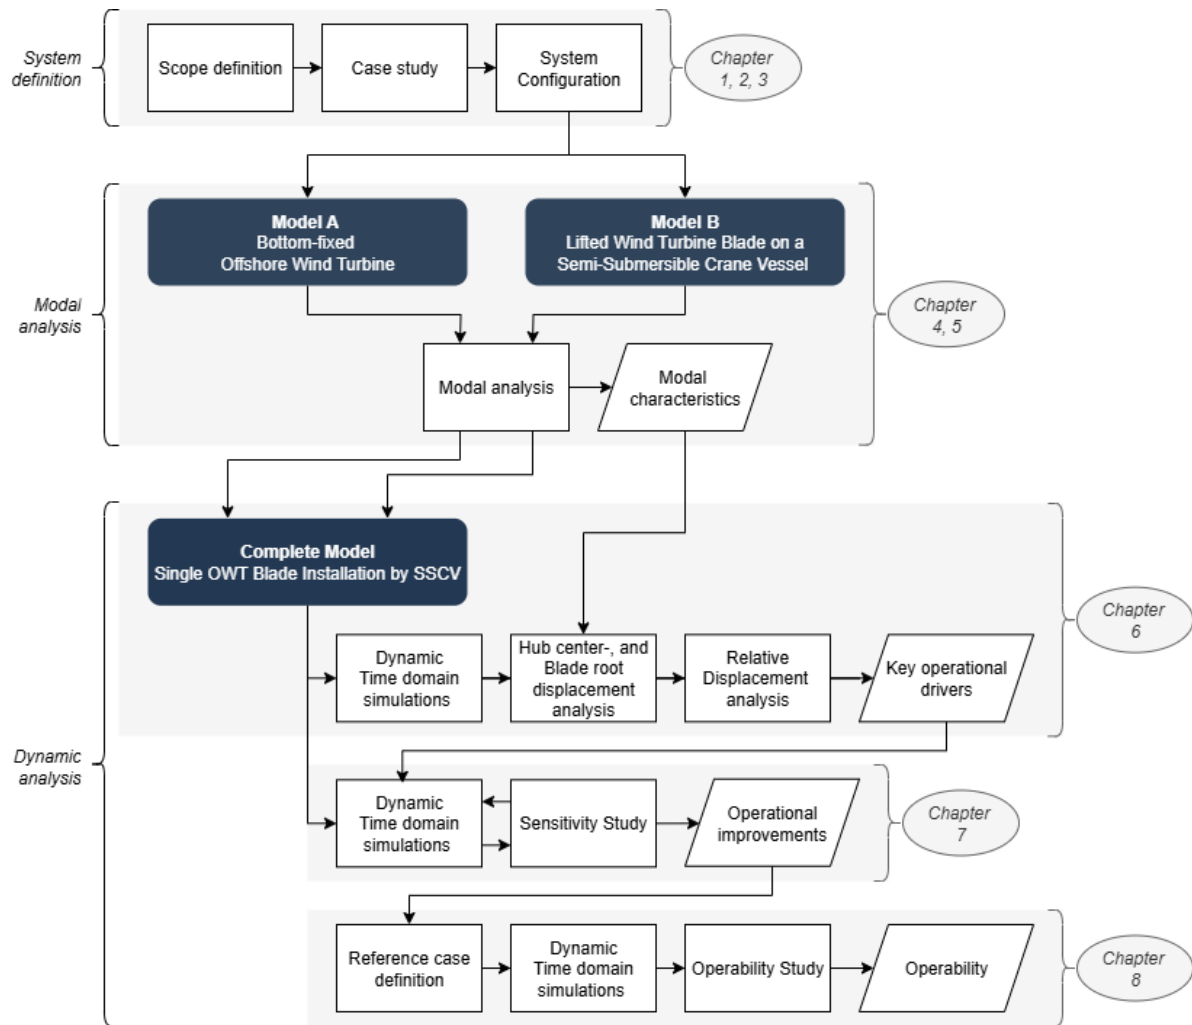 System
definition
Scope definition
Case study
System
Configuration
Chapter
1, 2, 3
Model A
Bottom-fixed
Offshore Wind Turbine
Model B
Lifted Wind Turbine Blade on a
Semi-Submersible Crane Vessel
Modal
analysis
Chapter
4, 5
Modal analysis
Modal
characteristics
Complete Model
Single OWT Blade Installation by SSCV
Chapter
6
Dynamic
Time domain
simulations
Hub center-, and
Blade root
displacement
analysis
Relative
Displacement
analysis
Key operational
drivers
Dynamic
analysis
Dynamic
Time domain
simulations
Sensitivity Study
Operational
improvements
Chapter
7
Reference case
definition
Dynamic
Time domain
simulations
Operability Study
Operability
Chapter
8